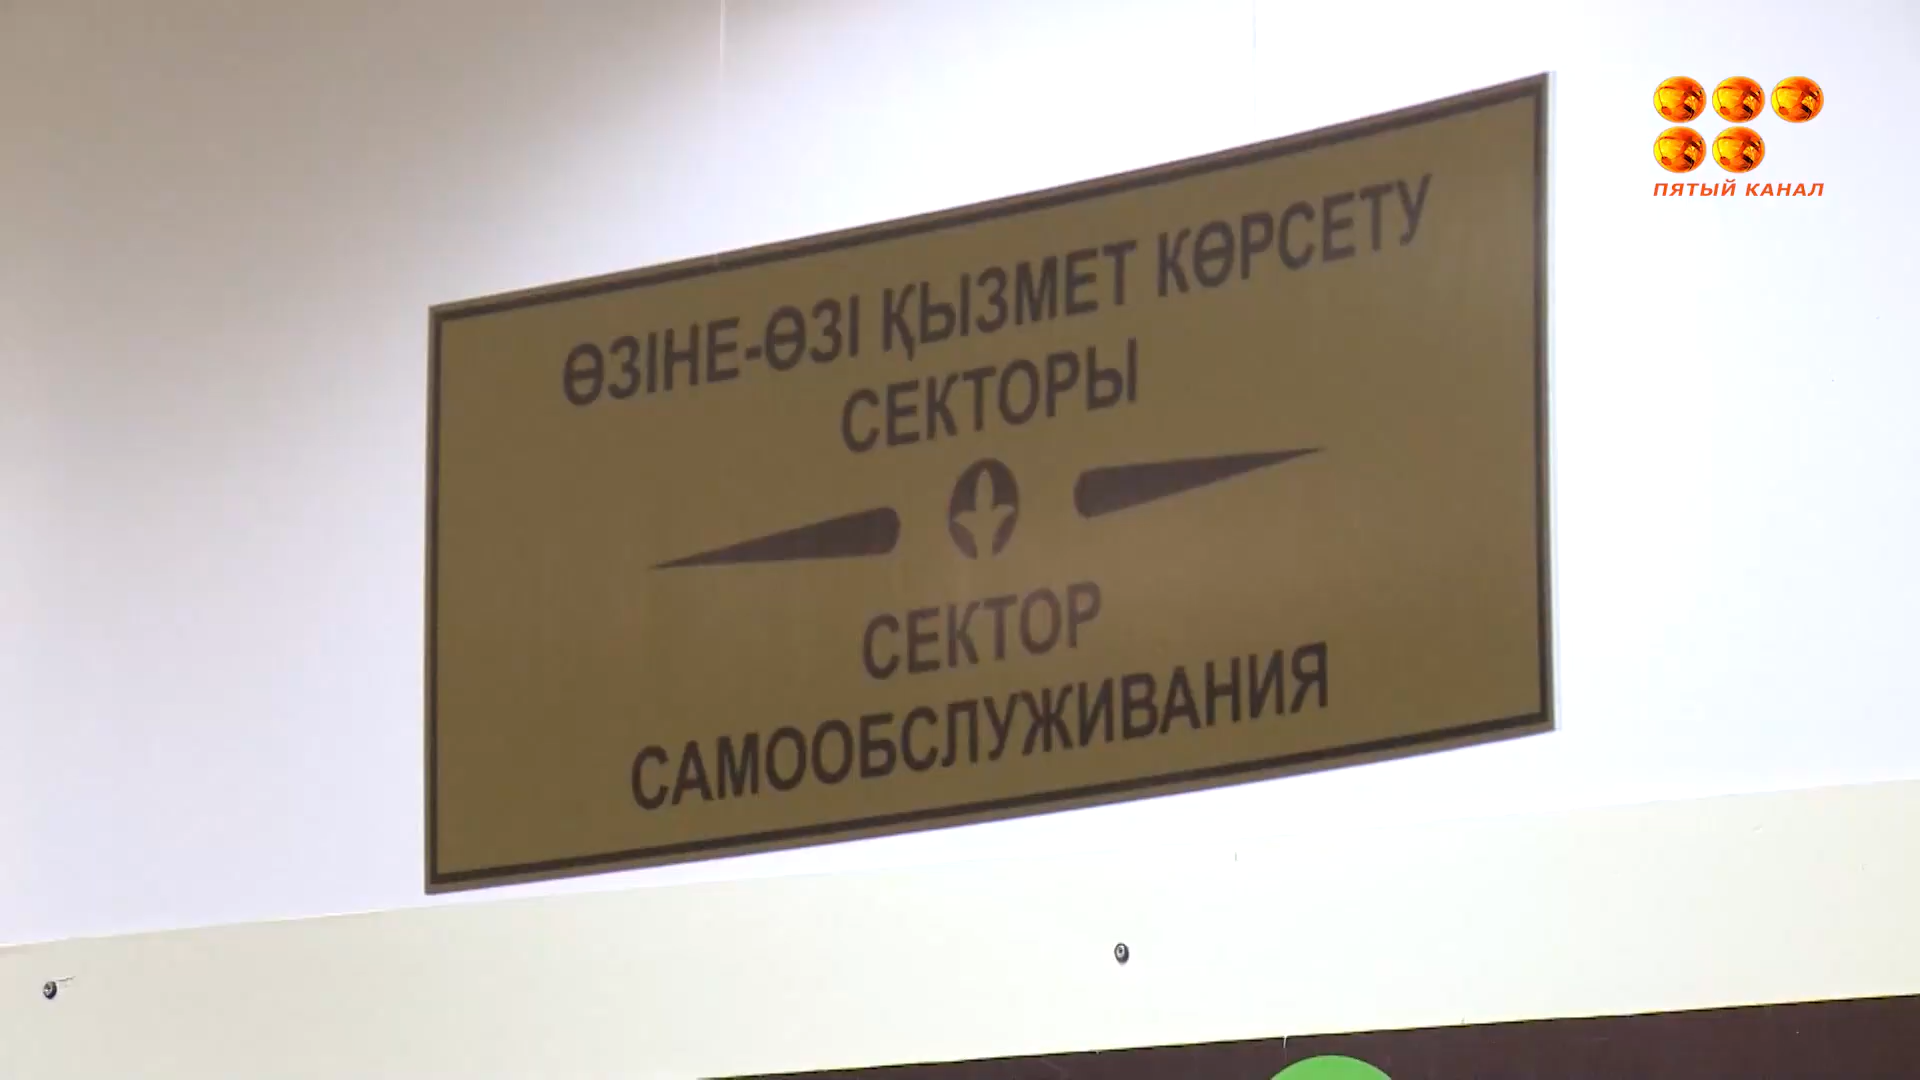 ӨЗІНЕ-ӨЗІ ҚЫЗМЕТ КӨРСЕТУ
СЕКТОРЫ
СЕКТОР
САМООБСЛУЖИВАНИЯ
ПЯТЫЙ КАНАЛ